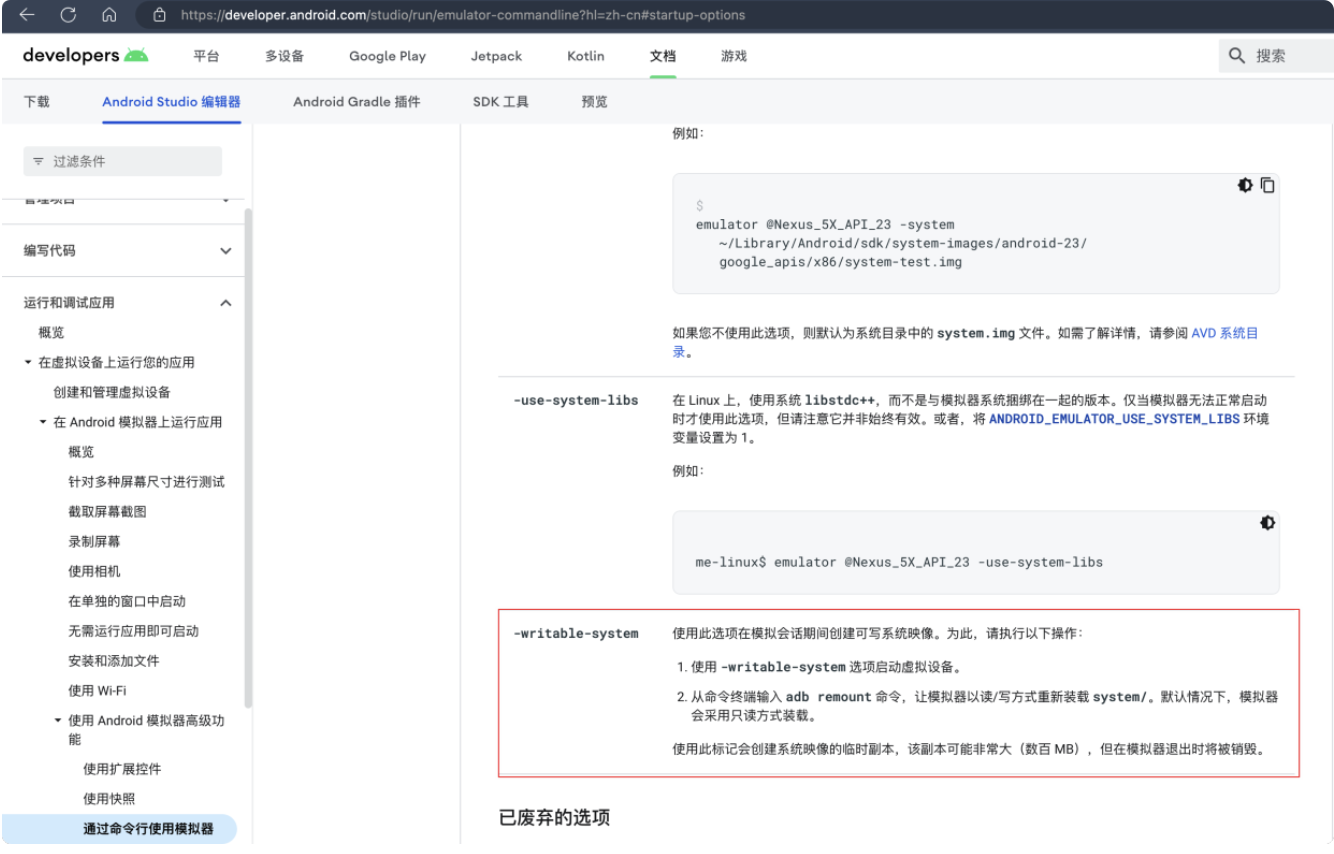 https://developer.android.com/studio/run/emulator-commandline?hl=zh-cn#startup-options
developers
平台
多设备
Google Play
Jetpack
Kotlin
文档
游戏
搜索
下载
Android Studio 编辑器
Android Gradle 插件
SDK 工具
预览
过滤条件
管理项目
编写代码
运行和调试应用
概览
在虚拟设备上运行您的应用
创建和管理虚拟设备
在 Android 模拟器上运行应用
概览
针对多种屏幕尺寸进行测试
截取屏幕截图
录制屏幕
使用相机
在单独的窗口中启动
无需运行应用即可启动
安装和添加文件
使用 Wi-Fi
使用 Android 模拟器高级功
能
使用扩展控件
使用快照
通过命令行使用模拟器
例如：
$
emulator @Nexus_5X_API_23 -system
~/Library/Android/sdk/system-images/android-23/
google_apis/x86/system-test.img
如果您不使用此选项，则默认为系统目录中的 system.img 文件。如需了解详情，请参阅 AVD 系统目
录。
-use-system-libs
在 Linux 上，使用系统 libstdc++，而不是与模拟器系统捆绑在一起的版本。仅当模拟器无法正常启动
时才使用此选项，但请注意它并非始终有效。或者，将 ANDROID_EMULATOR_USE_SYSTEM_LIBS 环境
变量设置为 1。
例如：
me-linux$ emulator @Nexus_5X_API_23 -use-system-libs
-writable-system
使用此选项在模拟会话期间创建可写系统映像。为此，请执行以下操作：
1. 使用 -writable-system 选项启动虚拟设备。
2. 从命令终端输入 adb remount 命令，让模拟器以读/写方式重新装载 system/。默认情况下，模拟器
会采用只读方式装载。
使用此标记会创建系统映像的临时副本，该副本可能非常大（数百 MB），但在模拟器退出时将被销毁。
已废弃的选项